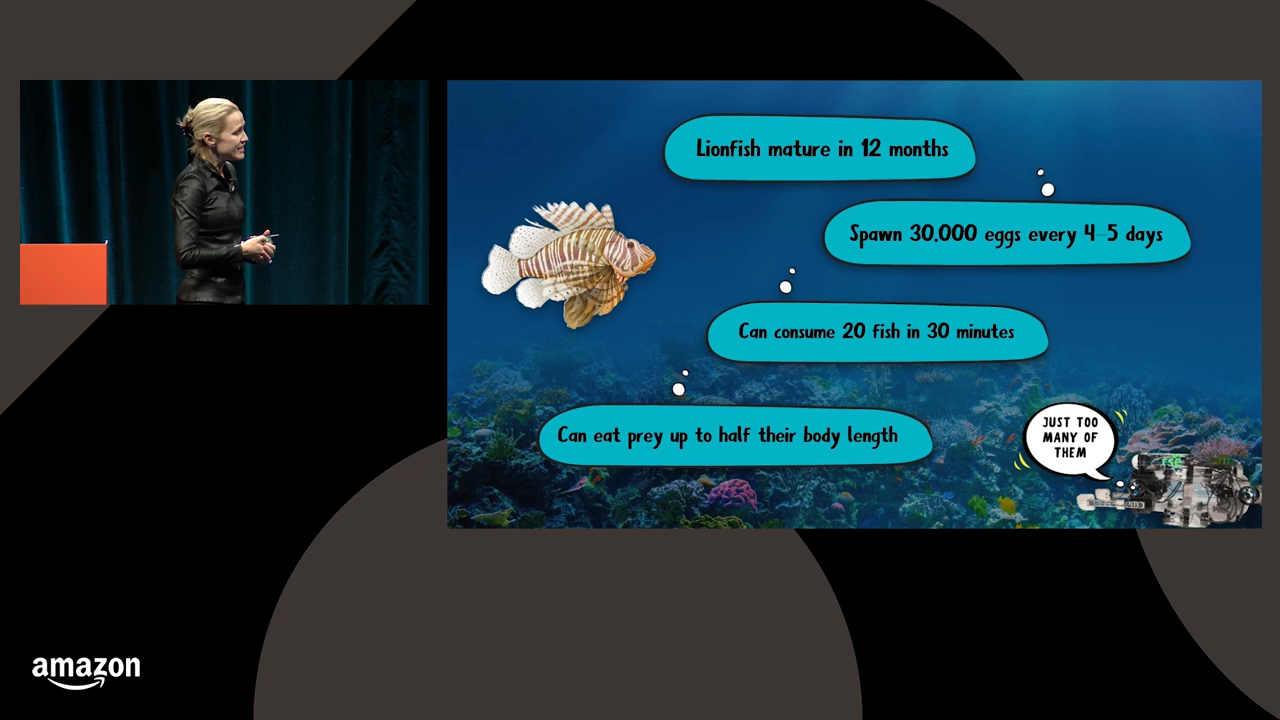 Lionfish mature in 12 months
Spawn 30,000 eggs every 4-5 days
Can consume 20 fish in 30 minutes
Can eat prey up to half their body length
JUST TOO
MANY OF
THEM
rse
amazon